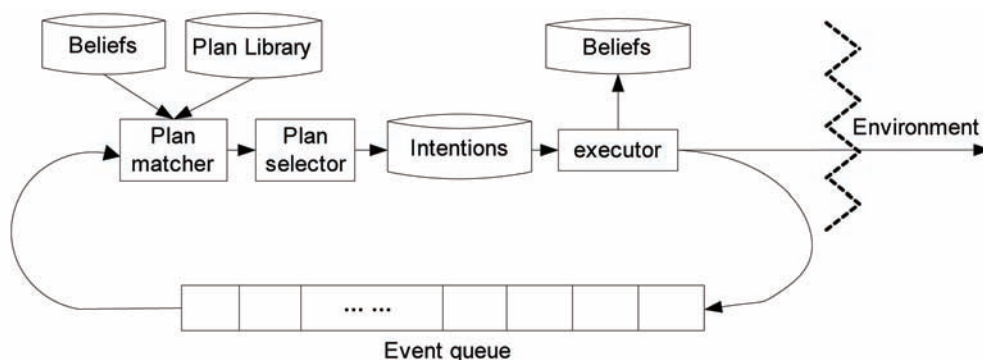 Beliefs
Plan Library
Beliefs
Plan
matcher
Plan
selector
Intentions
executor
Environment
... ...
Event queue